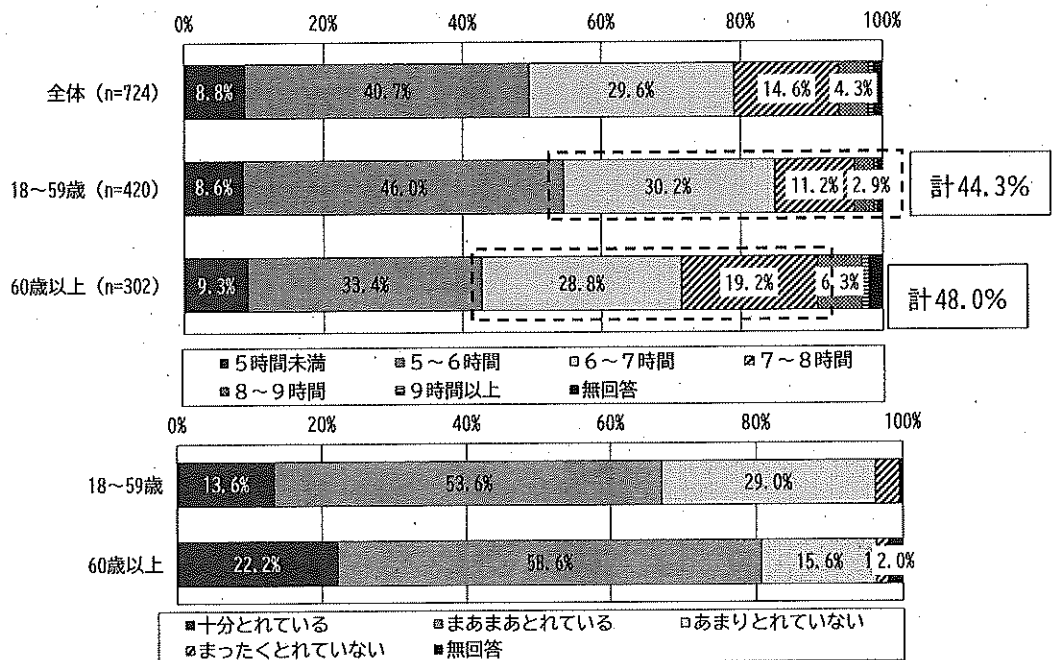 0% 20% 40% 60% 80% 100%
全体 (n=724) 8.8% 40.7% 29.6% 14.6% 4.3%
18～59歳 (n=420) 8.6% 46.0% 30.2% 11.2% 2.9% 計44.3%
60歳以上 (n=302) 9.3% 33.4% 28.8% 19.2% 6.3% 計48.0%
■5時間未満 ■5～6時間 □6～7時間 ▨7～8時間
■8～9時間 ■9時間以上 ■無回答
0% 20% 40% 60% 80% 100%
18～59歳 13.6% 53.6% 29.0%
60歳以上 22.2% 58.6% 15.6% 2.0%
■十分とれている ■まあまあとれている □あまりとれていない
▨まったくとれていない ■無回答